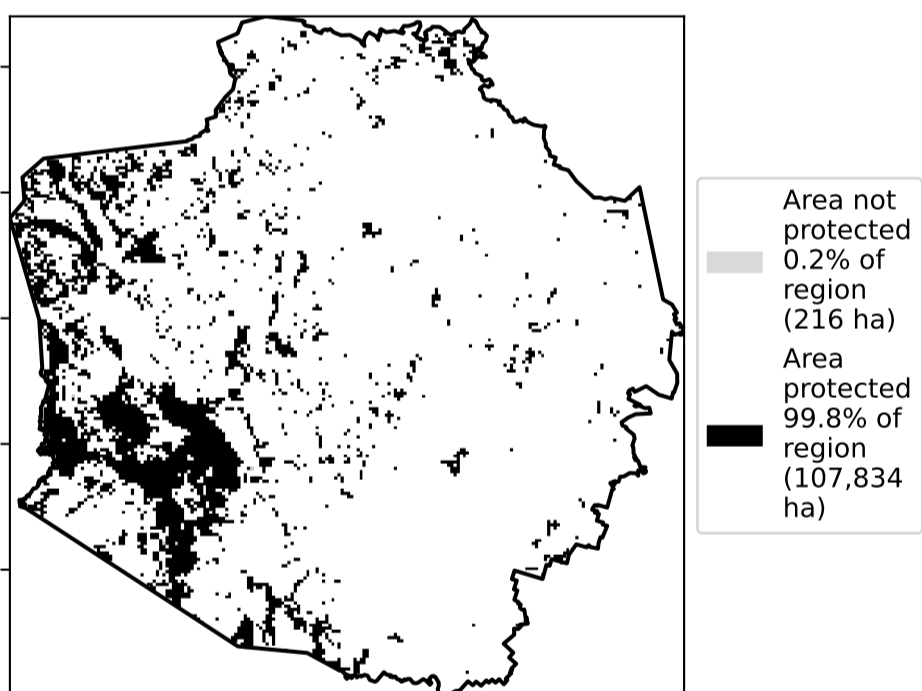 Area not
protected
0.2% of
region
(216 ha)
Area
protected
99.8% of
region
(107,834
ha)